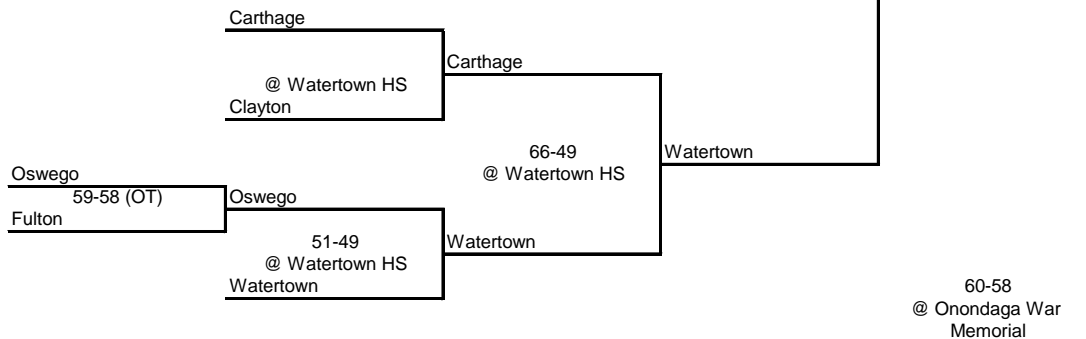 Carthage
Carthage
@ Watertown HS
Clayton
66-49
@ Watertown HS
Watertown
Oswego
59-58 (OT)
Oswego
Fulton
51-49
@ Watertown HS
Watertown
Watertown
60-58
@ Onondaga War
Memorial